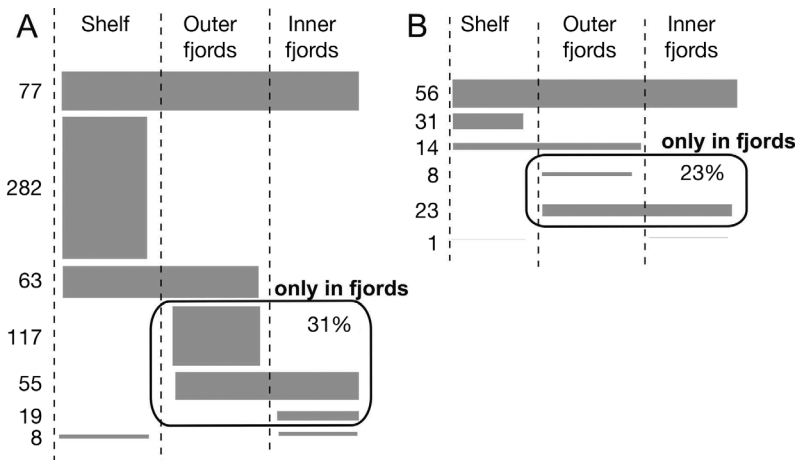 A
Shelf
Outer
fjords
Inner
fjords
77
282
63
only in fjords
31%
117
55
19
8
B
Shelf
Outer
fjords
Inner
fjords
56
31
14
only in fjords
8
23%
23
1